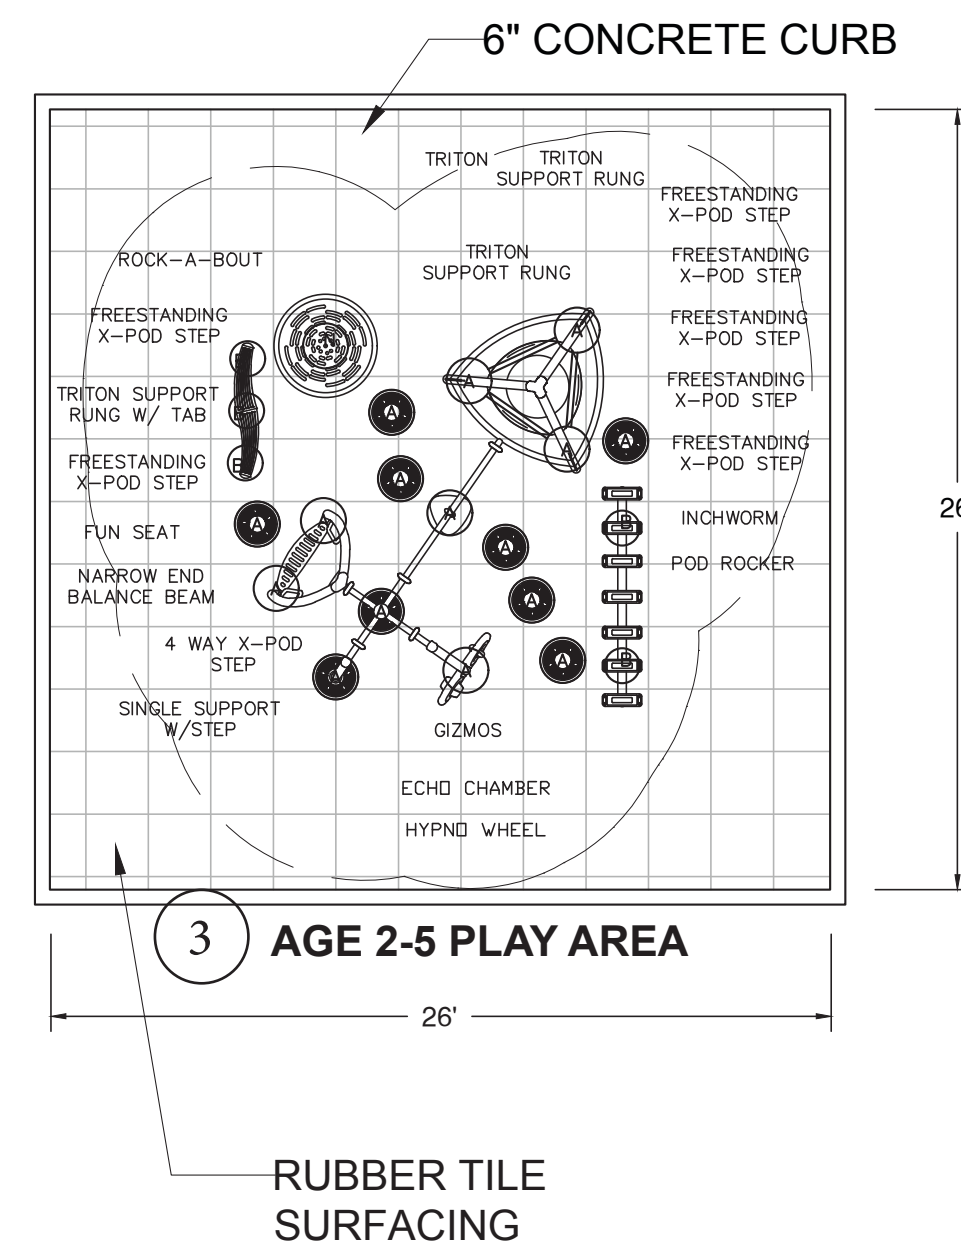 6" CONCRETE CURB
TRITON
TRITON
SUPPORT RUNG
FREESTANDING
X-POD STEP
ROCK-A-BOUT
TRITON
SUPPORT RUNG
FREESTANDING
X-POD STEP
FREESTANDING
X-POD STEP
FREESTANDING
X-POD STEP
TRITON SUPPORT
RUNG W/ TAB
FREESTANDING
X-POD STEP
FREESTANDING
X-POD STEP
FREESTANDING
X-POD STEP
FUN SEAT
INCHWORM
NARROW END
BALANCE BEAM
POD ROCKER
4 WAY X-POD
STEP
SINGLE SUPPORT
W/STEP
GIZMOS
ECHO CHAMBER
HYPNO WHEEL
A
A
A
A
A
A
A
A
A
A
A
A
B
B
B
3
AGE 2-5 PLAY AREA
26'
RUBBER TILE
SURFACING